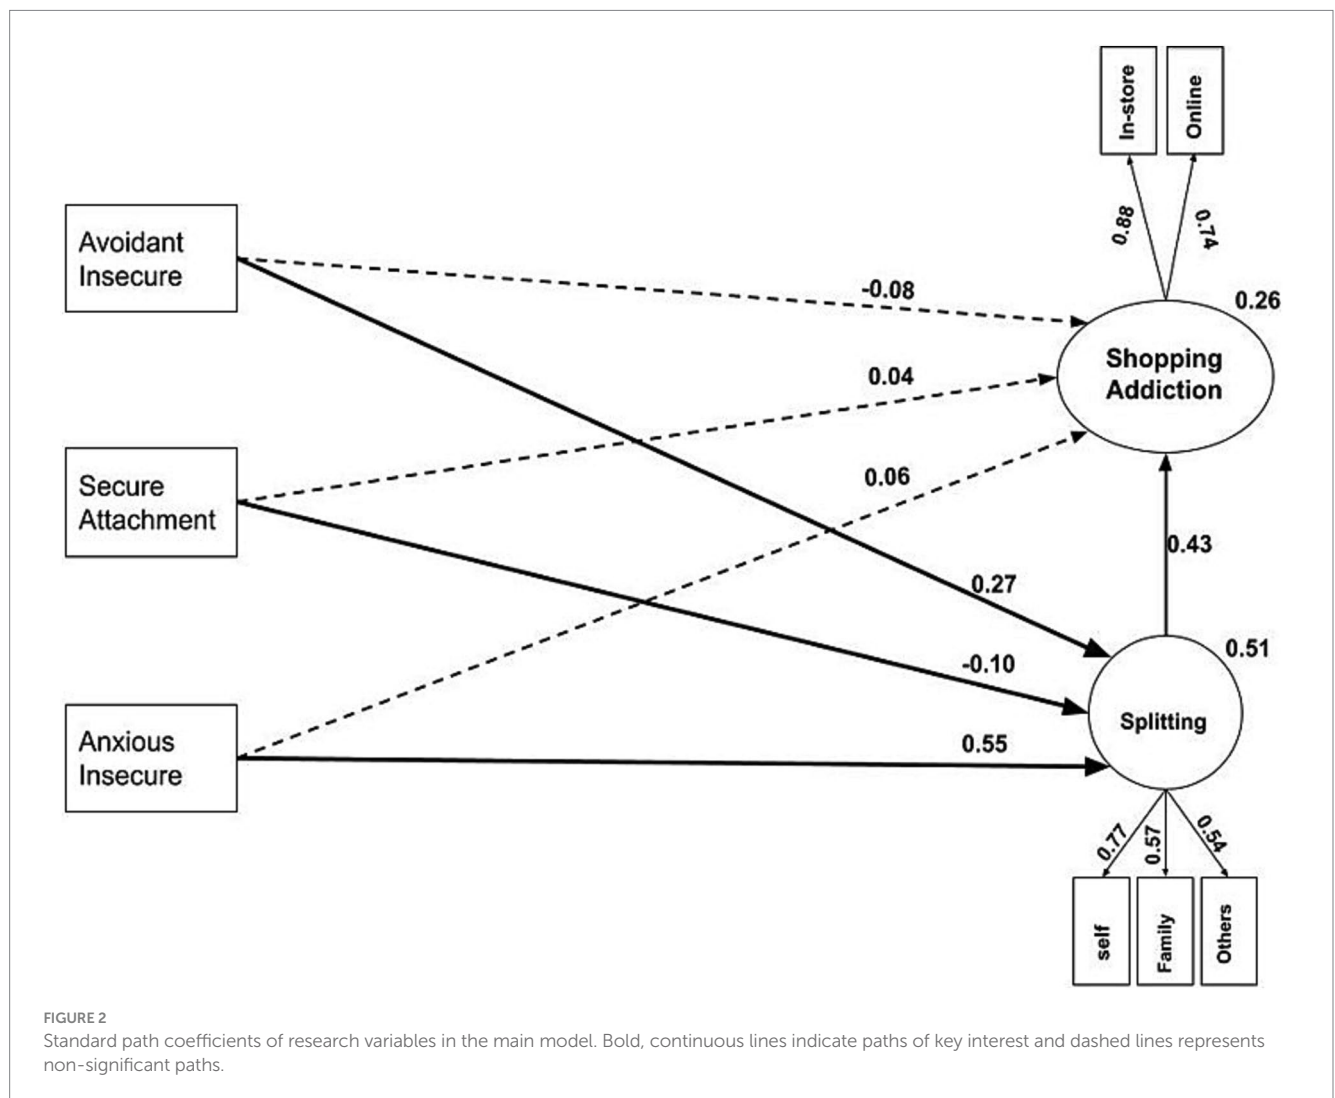 In-store
Online
0.88
0.74
Avoidant
Insecure
-0.08
0.26
Shopping
Addiction
0.04
Secure
Attachment
0.06
0.43
0.27
-0.10
0.51
Splitting
Anxious
Insecure
0.55
0.77
0.57
0.54
self
Family
Others
FIGURE 2
Standard path coefficients of research variables in the main model. Bold, continuous lines indicate paths of key interest and dashed lines represents
non-significant paths.